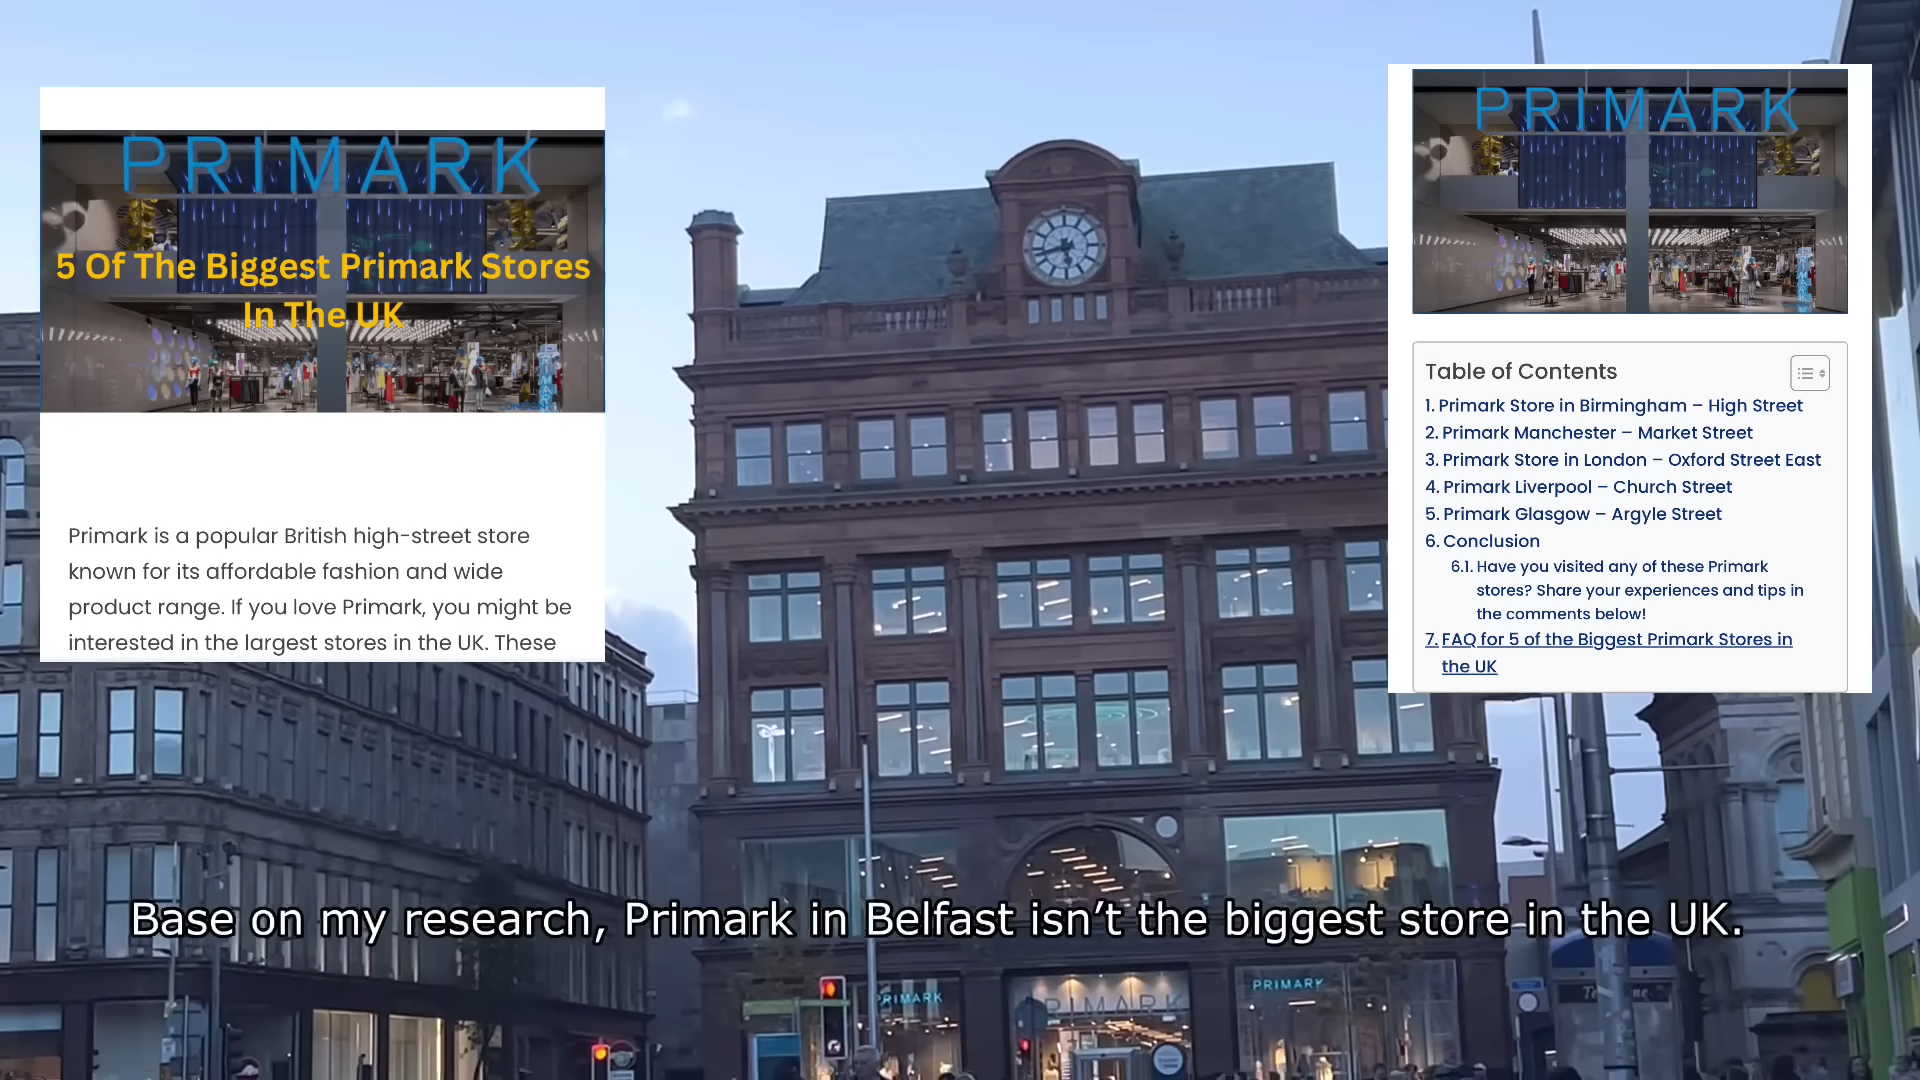 PRIMARK
5 Of The Biggest Primark Stores
In The UK
Primark is a popular British high-street store
known for its affordable fashion and wide
product range. If you love Primark, you might be
interested in the largest stores in the UK. These
PRIMARK
Table of Contents
1. Primark Store in Birmingham – High Street
2. Primark Manchester – Market Street
3. Primark Store in London – Oxford Street East
4. Primark Liverpool – Church Street
5. Primark Glasgow – Argyle Street
6. Conclusion
6.1. Have you visited any of these Primark
stores? Share your experiences and tips in
the comments below!
7. FAQ for 5 of the Biggest Primark Stores in
the UK
Base on my research, Primark in Belfast isn't the biggest store in the UK.
PRIMARK
PRIMARK
PRIMARK